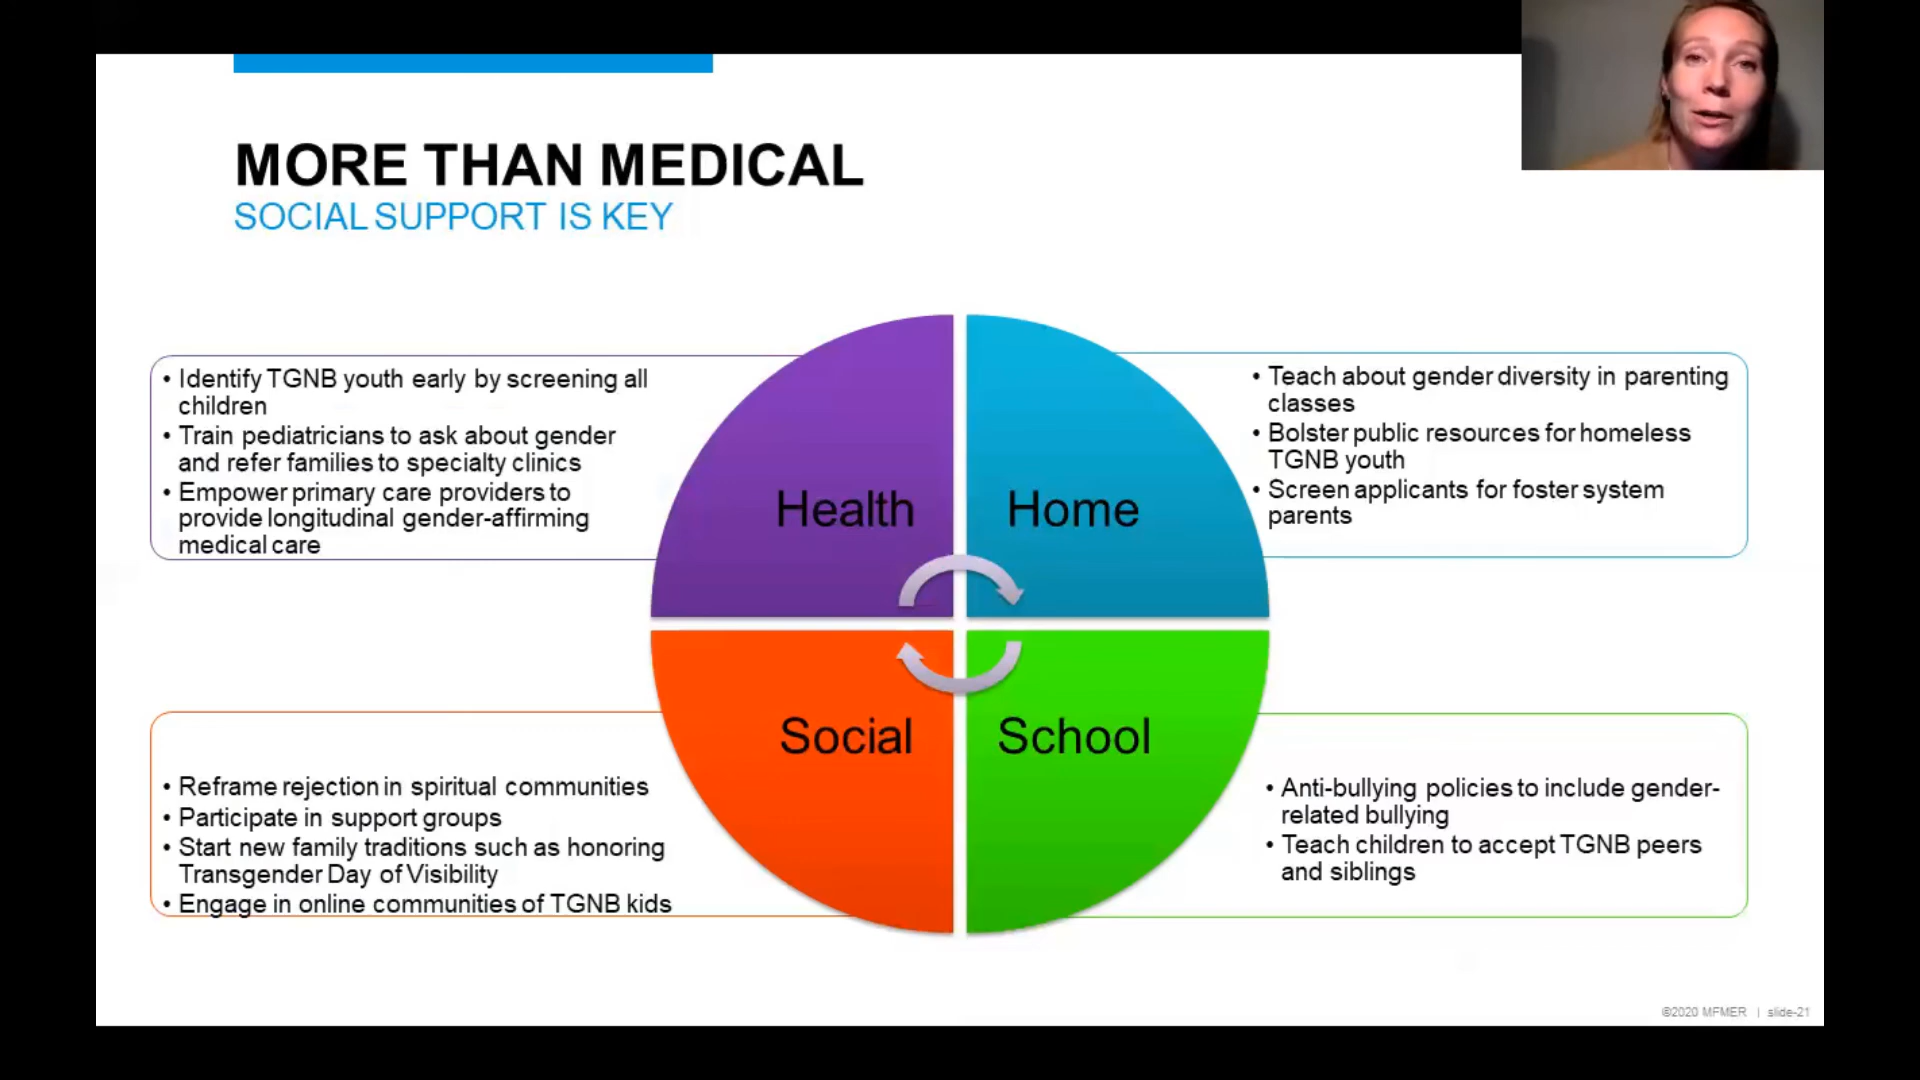 MORE THAN MEDICAL
SOCIAL SUPPORT IS KEY
• Identify TGNB youth early by screening all
children
• Train pediatricians to ask about gender
and refer families to specialty clinics
• Empower primary care providers to
provide longitudinal gender-affirming
medical care
Health
Home
• Teach about gender diversity in parenting
classes
• Bolster public resources for homeless
TGNB youth
• Screen applicants for foster system
parents
• Reframe rejection in spiritual communities
• Participate in support groups
• Start new family traditions such as honoring
Transgender Day of Visibility
• Engage in online communities of TGNB kids
Social
School
• Anti-bullying policies to include gender-
related bullying
• Teach children to accept TGNB peers
and siblings
©2020 MFMER | slide-21